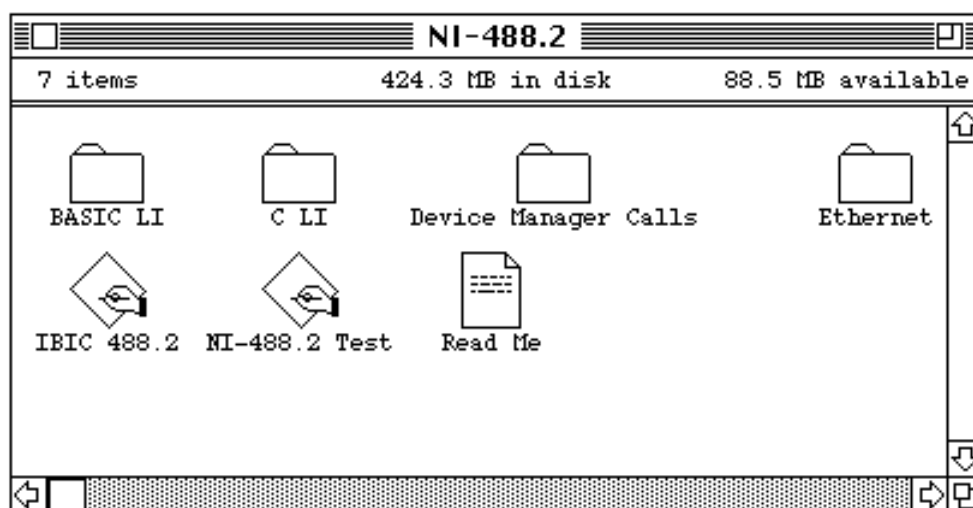 NI-488.2
7 items 424.3 MB in disk 88.5 MB available
BASIC LI C LI Device Manager Calls Ethernet
IBIC 488.2 NI-488.2 Test Read Me